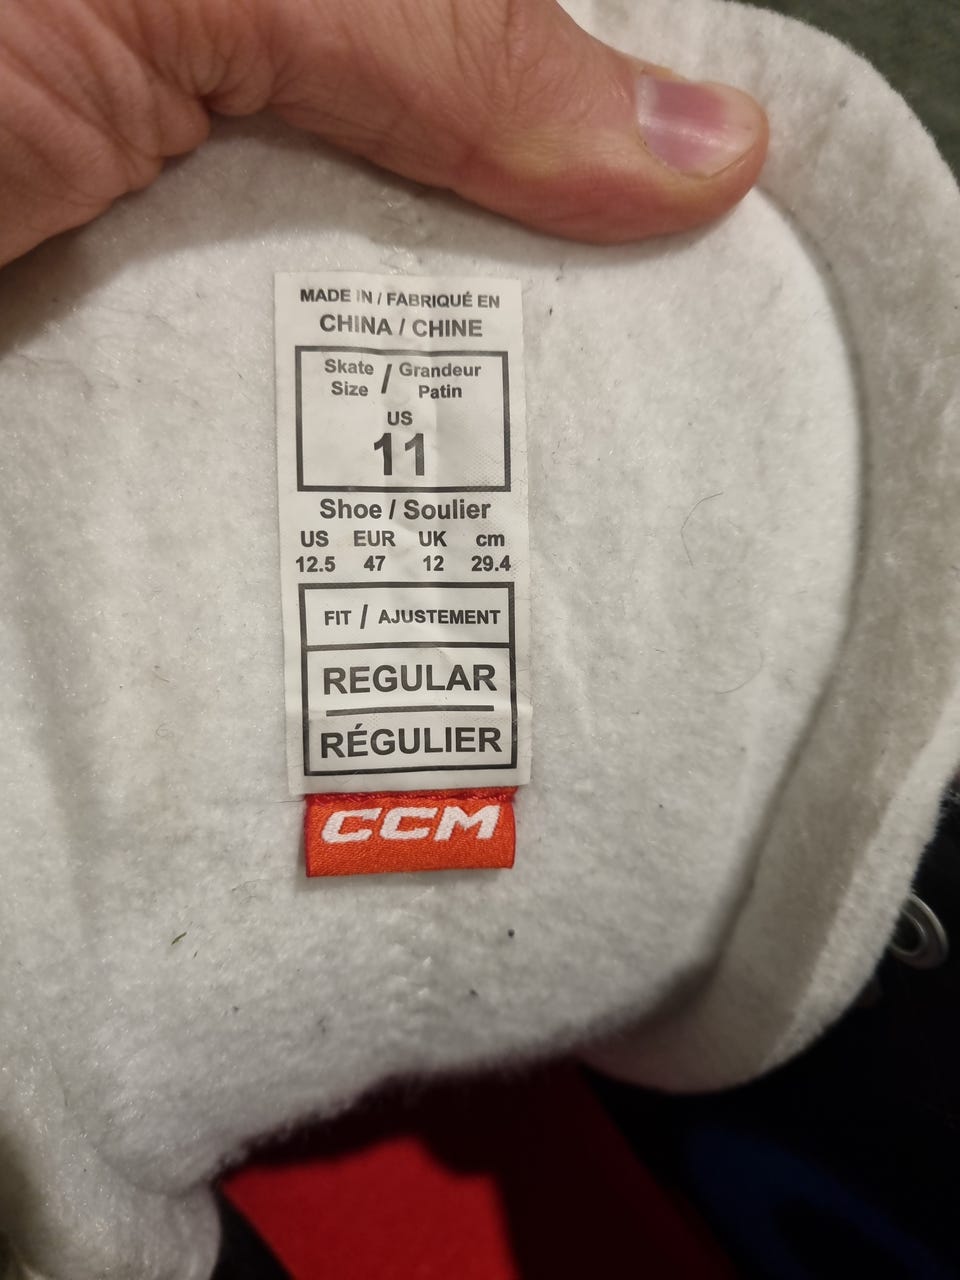 MADE IN / FABRIQUÉ EN
CHINA / CHINE
Skate Size / Grandeur Patin
US
11
Shoe / Soulier
US EUR UK cm
12.5 47 12 29.4
FIT / AJUSTEMENT
REGULAR
RÉGULIER
CCM